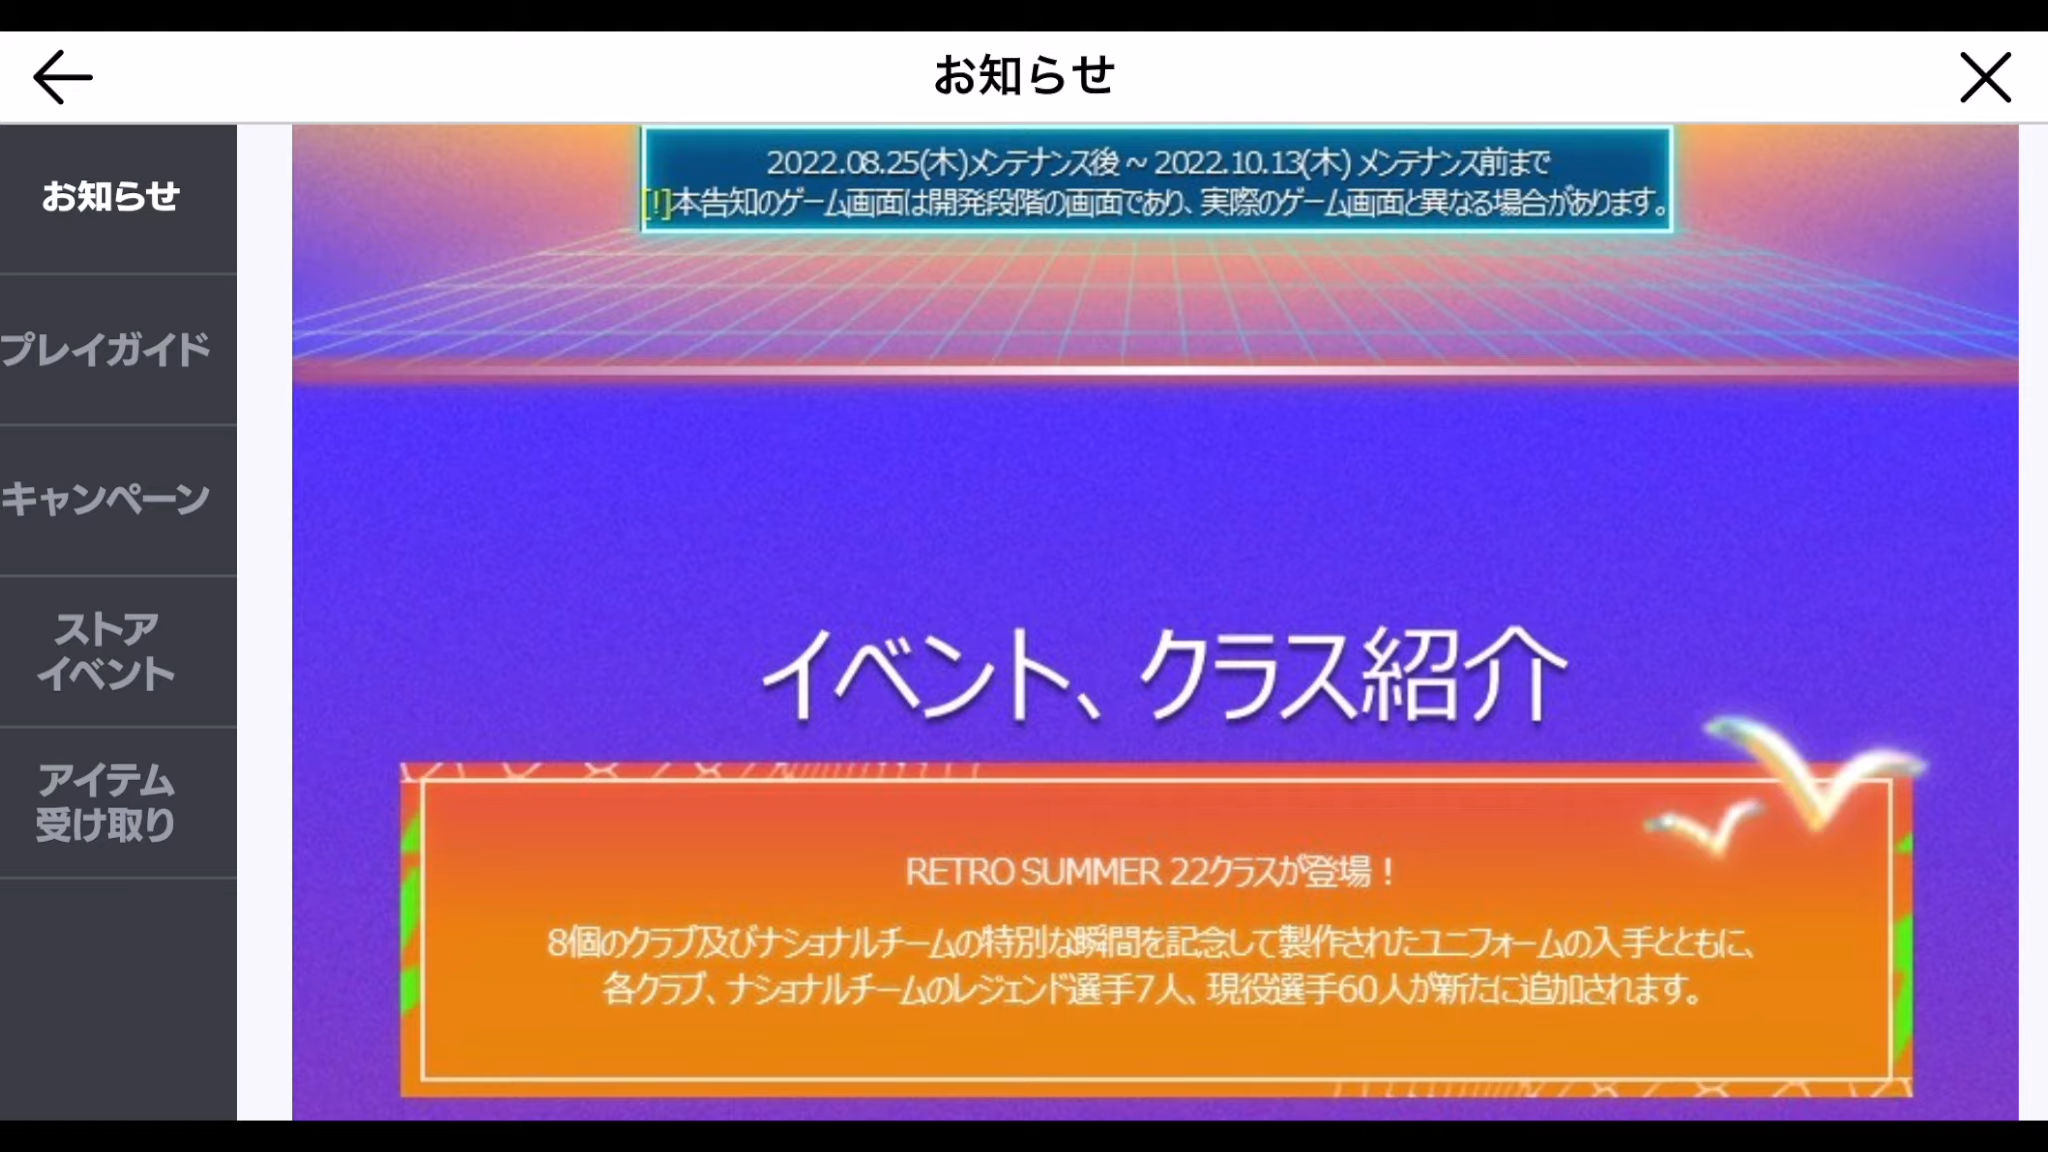 お知らせ
お知らせ
プレイガイド
キャンペーン
ストア
イベント
アイテム
受け取り
2022.08.25(木)メンテナンス後 ~ 2022.10.13(木) メンテナンス前まで
[!]本告知のゲーム画面は開発段階の画面であり、実際のゲーム画面と異なる場合があります。
イベント、クラス紹介
RETRO SUMMER 22クラスが登場！
8個のクラブ及びナショナルチームの特別な瞬間を記念して製作されたユニフォームの入手とともに、
各クラブ、ナショナルチームのレジェンド選手7人、現役選手60人が新たに追加されます。